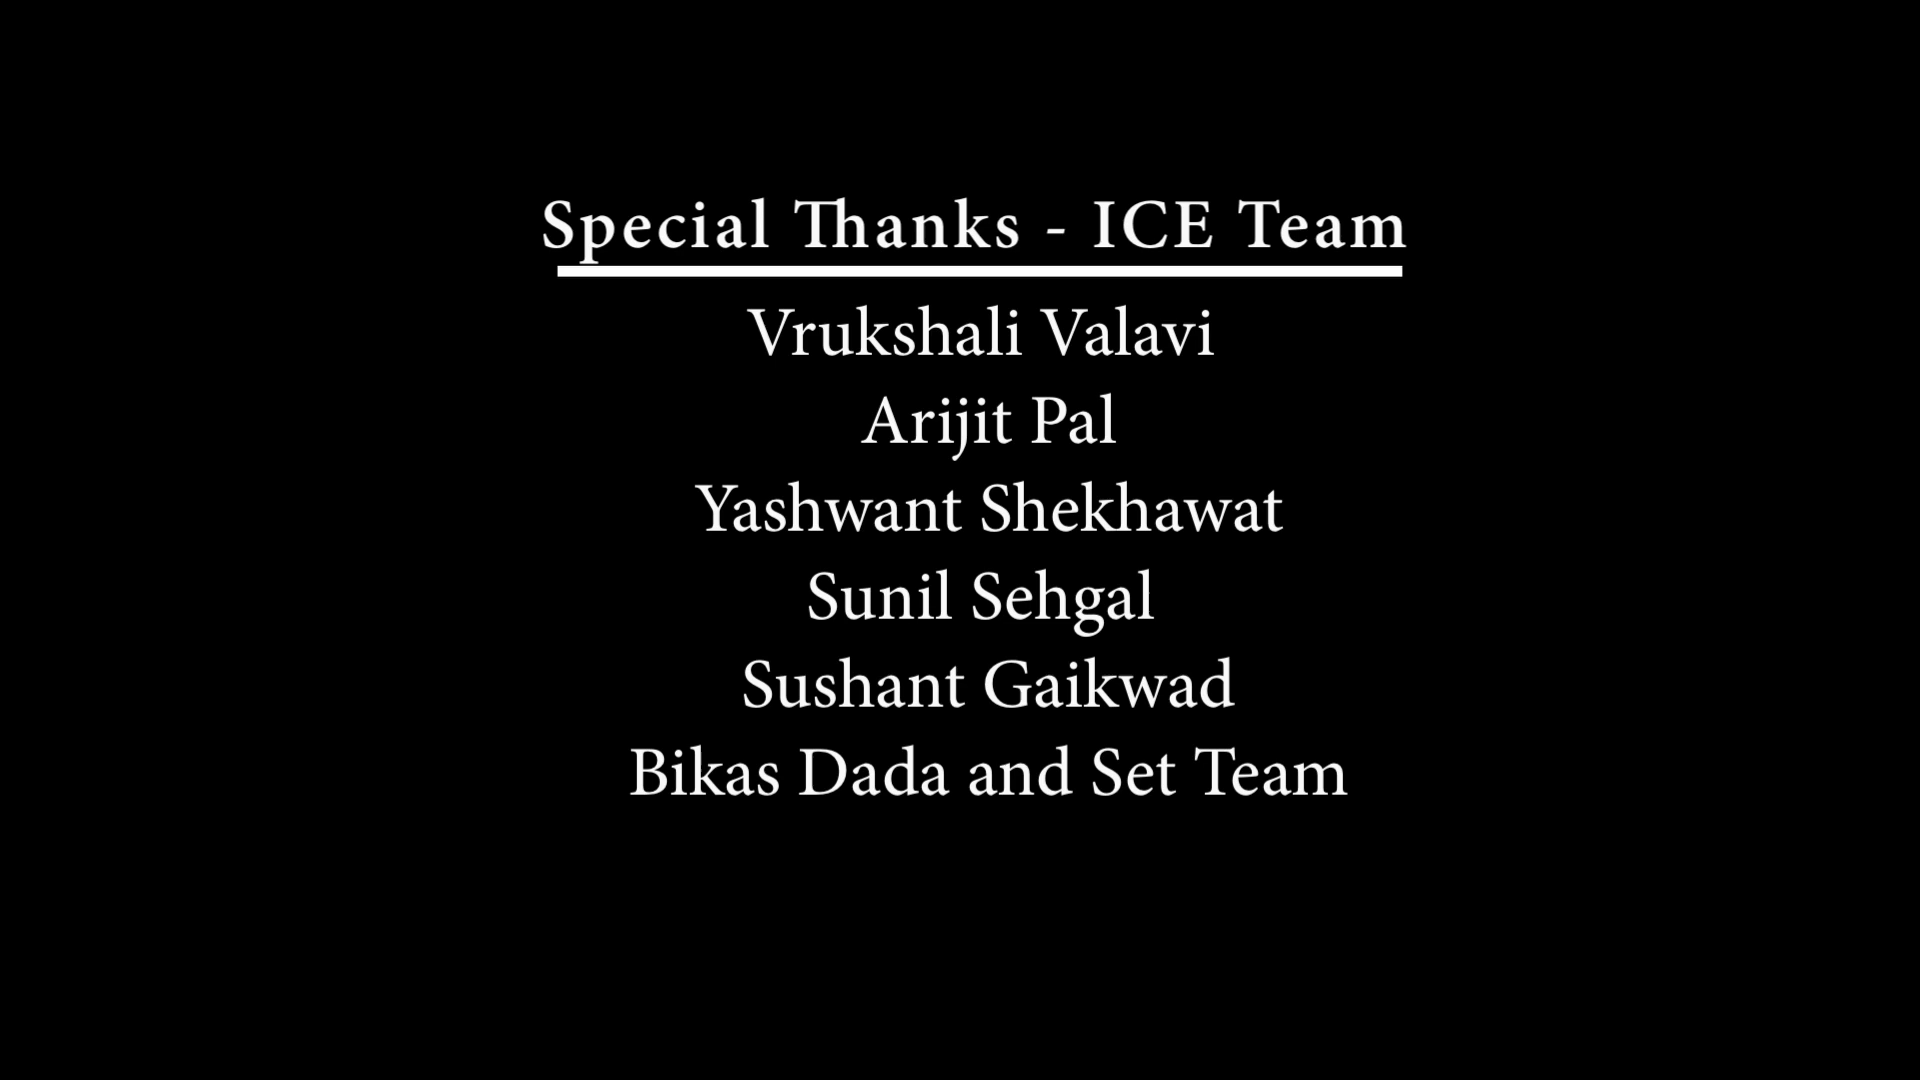 Special Thanks - ICE Team
Vrukshali Valavi
Arijit Pal
Yashwant Shekhawat
Sunil Sehgal
Sushant Gaikwad
Bikas Dada and Set Team